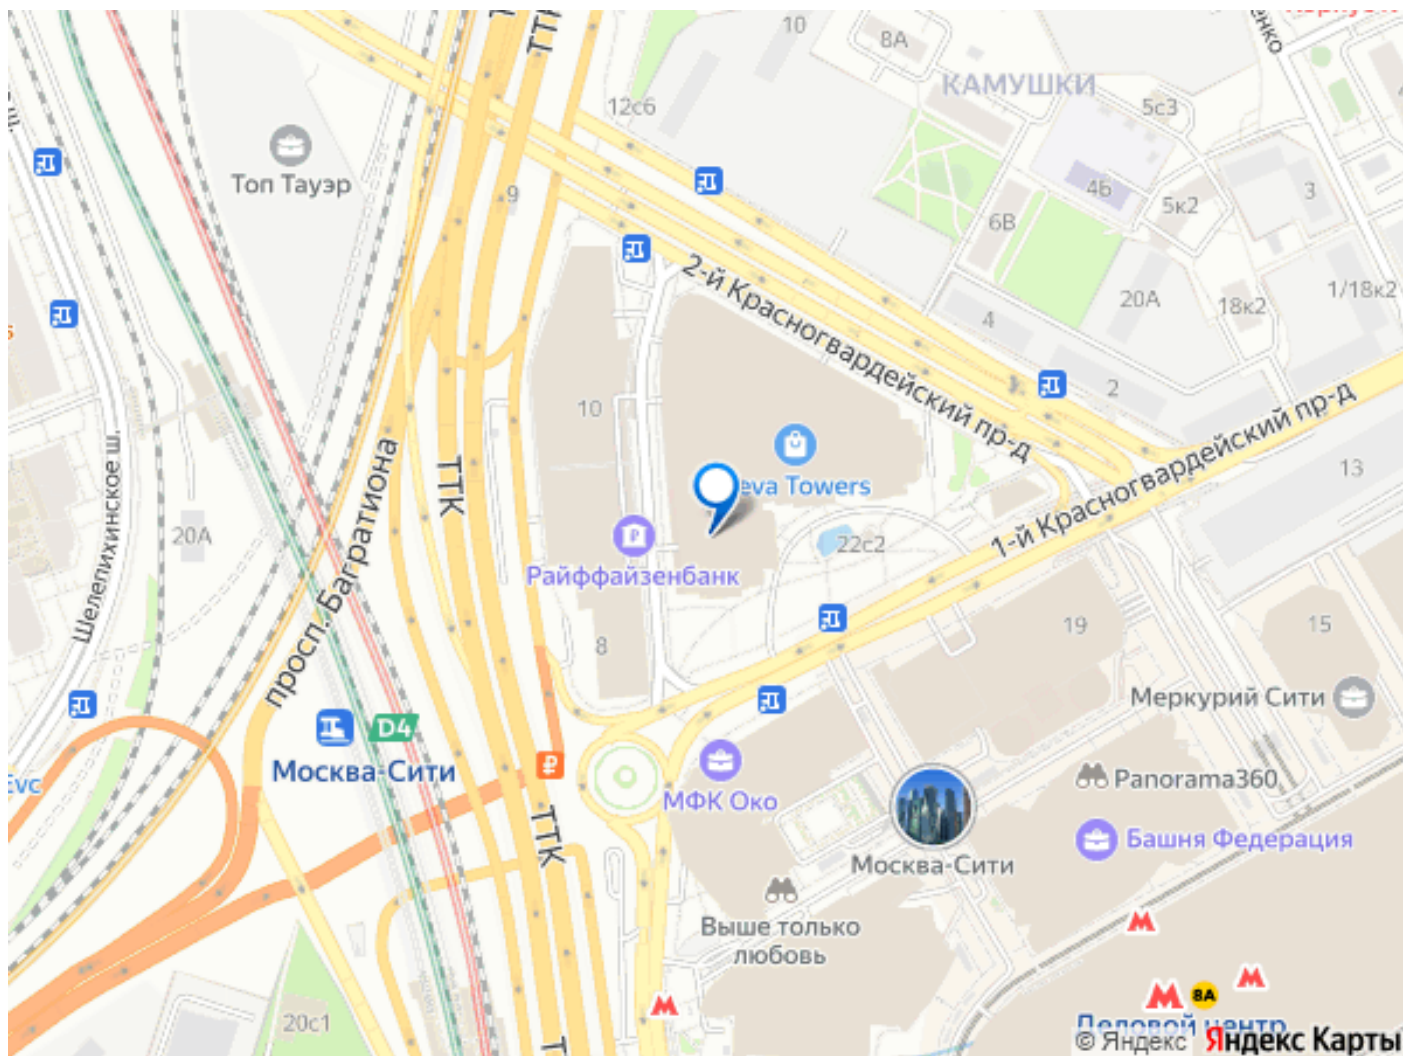 ТТК
10
8А
КАМУШКИ
12с6
5с3
Топ Тауэр
9
4Б
3
5к2
6В
2-й Красногвардейский пр-д
20А
18к2
1/18к2
4
2
10
1-й Красногвардейский пр-д
13
просп. Багратиона
ТТК
eva Towers
Шелепихинское ш.
20А
22с2
Райффайзенбанк
8
19
15
Меркурий Сити
D4
Москва-Сити
МФК Око
Panorama360
ТТК
Башня Федерация
Москва-Сити
Выше только
любовь
8А
20с1
Деловой центр
© Яндекс Яндекс Карты